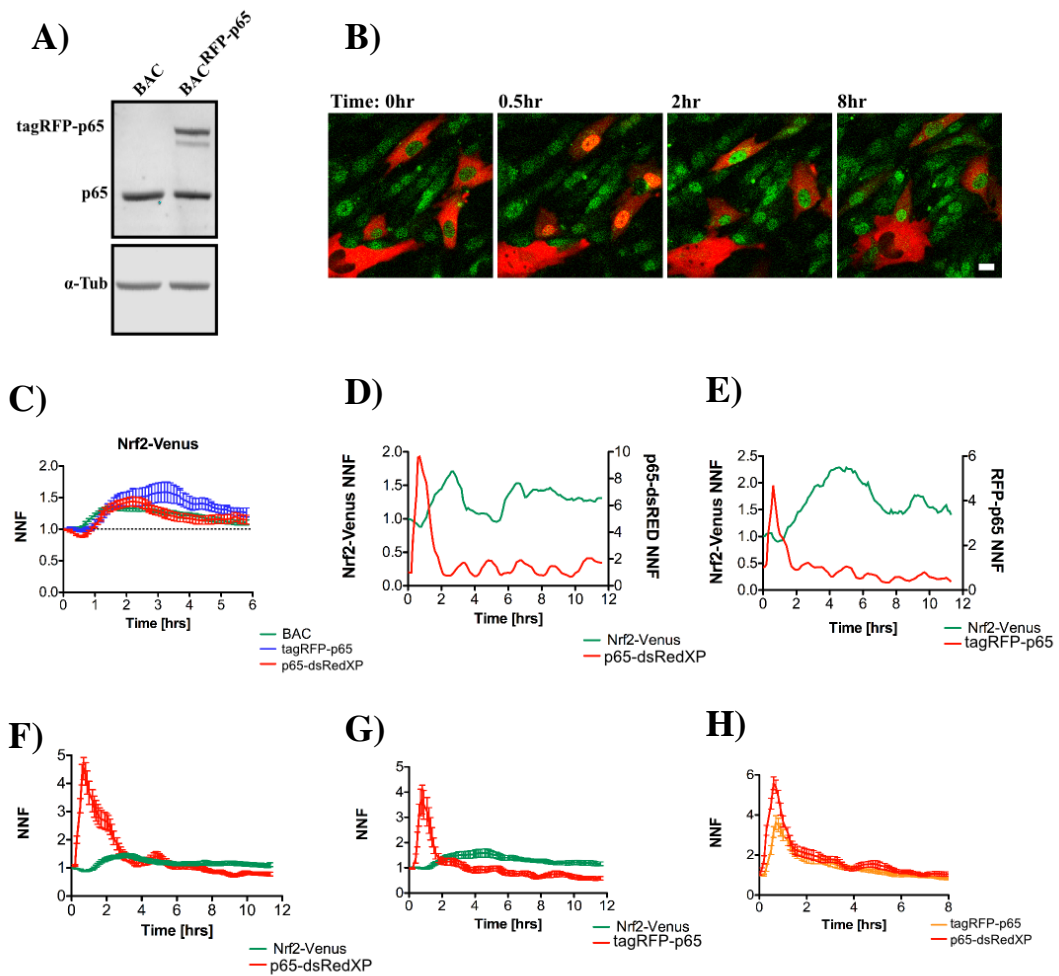 A)
BAC
BAC^RFP-p65
tagRFP-p65
p65
α-Tub
B)
Time: 0hr
0.5hr
2hr
8hr
C)
Nrf2-Venus
NNF
2.0
1.5
1.0
0.5
0.0
0 1 2 3 4 5 6
Time [hrs]
BAC
tagRFP-p65
p65-dsRedXP
D)
Nrf2-Venus NNF
2.0
1.5
1.0
0.5
0.0
p65-dsRED NNF
10
8
6
4
2
0
0 2 4 6 8 10 12
Time [hrs]
Nrf2-Venus
p65-dsRedXP
E)
Nrf2-Venus NNF
2.5
2.0
1.5
1.0
0.5
0.0
RFP-p65 NNF
6
4
2
0
0 2 4 6 8 10 12
Time [hrs]
Nrf2-Venus
tagRFP-p65
F)
NNF
5
4
3
2
1
0
0 2 4 6 8 10 12
Time [hrs]
Nrf2-Venus
p65-dsRedXP
G)
NNF
5
4
3
2
1
0
0 2 4 6 8 10 12
Time [hrs]
Nrf2-Venus
tagRFP-p65
H)
NNF
6
4
2
0
0 2 4 6 8
Time [hrs]
tagRFP-p65
p65-dsRedXP